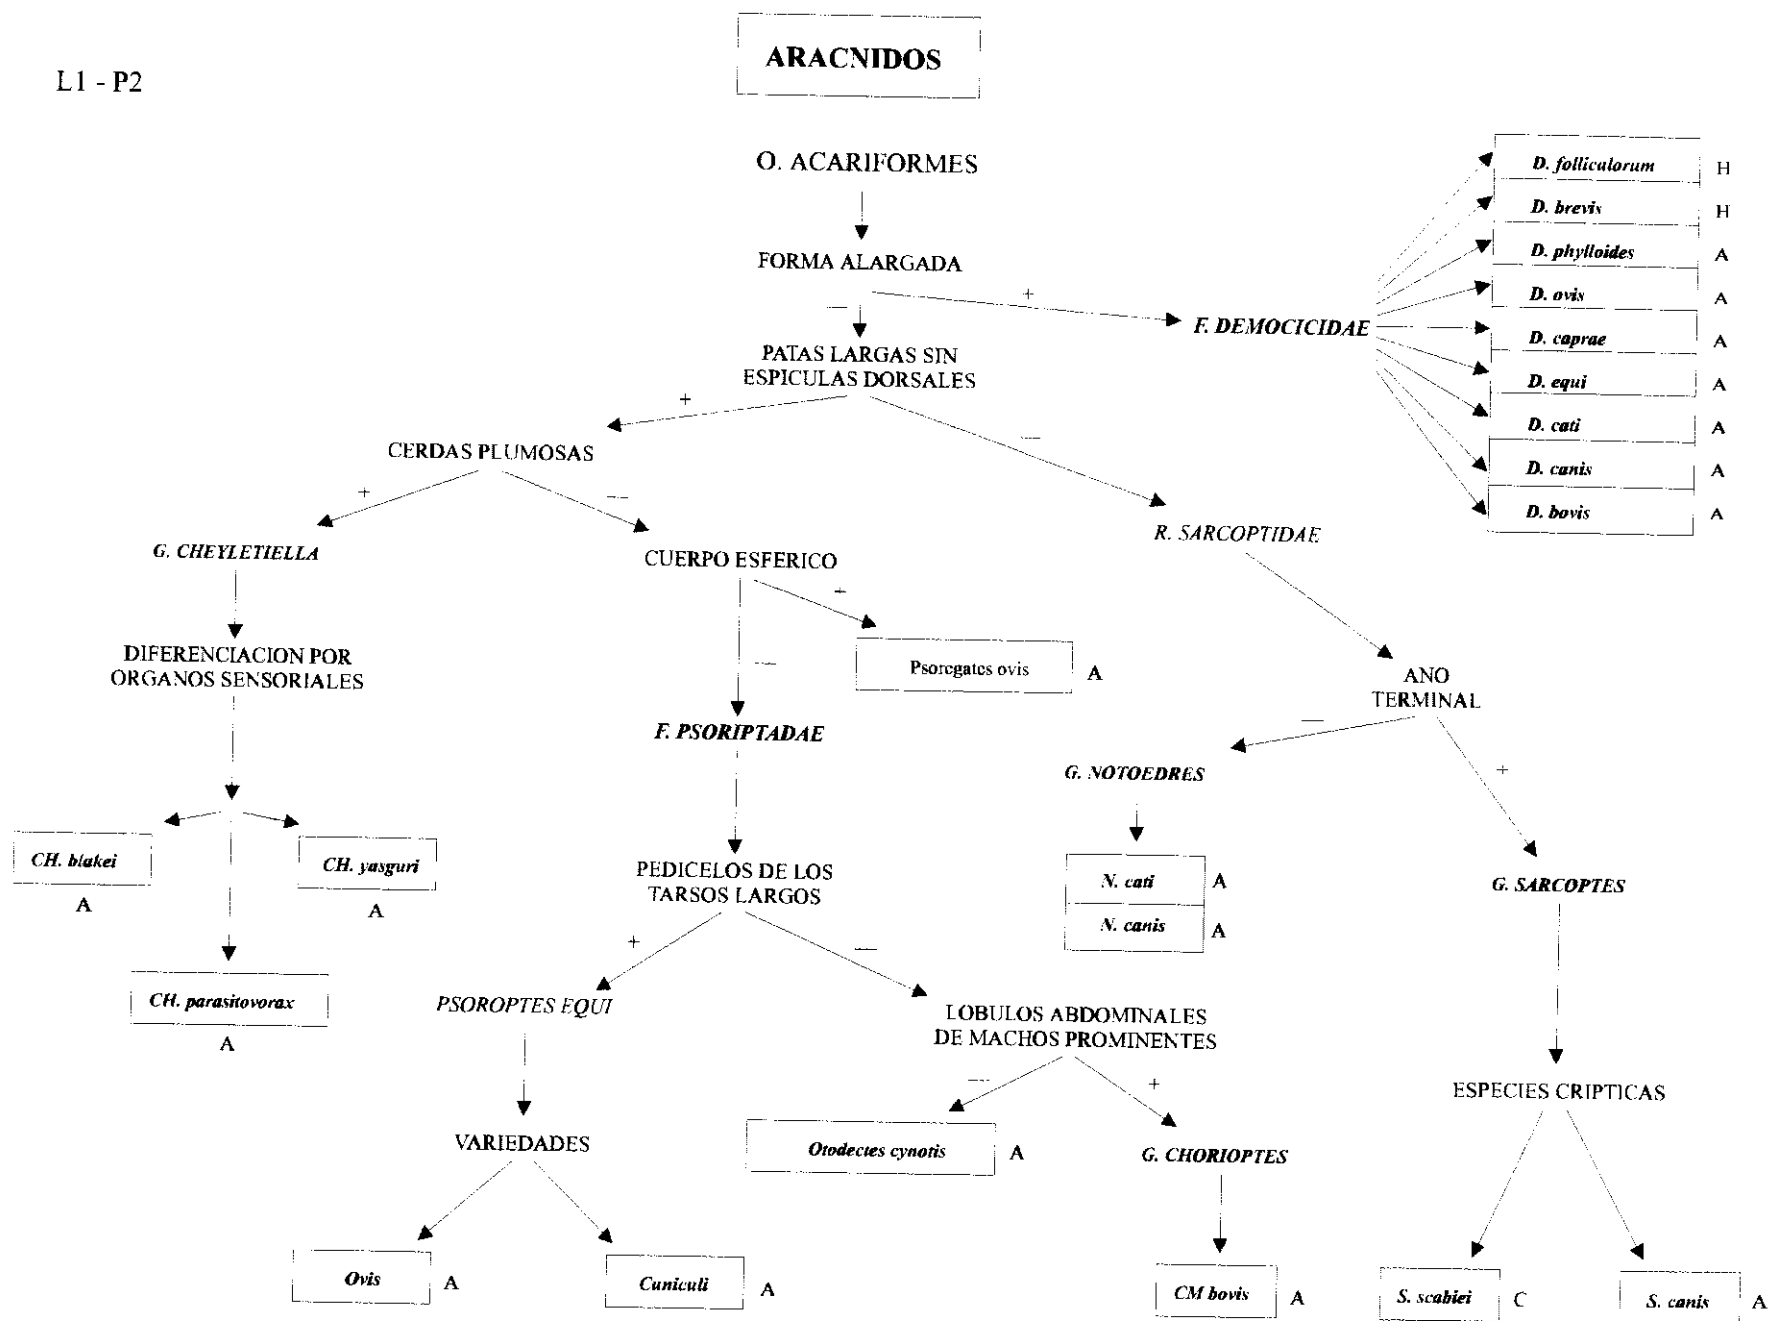 L1 - P2
ARACNIDOS
O. ACARIFORMES
FORMA ALARGADA
—
+
F. DEMOCICIDAE
D. folliculorum H
D. brevis H
D. phylloides A
D. ovis A
D. caprae A
D. equi A
D. cati A
D. canis A
D. bovis A
PATAS LARGAS SIN
ESPICULAS DORSALES
+
—
CERDAS PLUMOSAS
+
—
R. SARCOPTIDAE
G. CHEYLETIELLA
CUERPO ESFERICO
+
—
Psoregates ovis A
DIFERENCIACION POR
ORGANOS SENSORIALES
CH. blakei
A
CH. yasguri
A
CH. parasitovorax
A
F. PSORIPTADAE
PEDICELOS DE LOS
TARSOS LARGOS
+
—
PSOROPTES EQUI
VARIEDADES
Ovis A
Cuniculi A
LOBULOS ABDOMINALES
DE MACHOS PROMINENTES
—
+
Otodectes cynotis A
G. CHORIOPTES
CM bovis A
ANO
TERMINAL
—
+
G. NOTOEDRES
N. cati A
N. canis A
G. SARCOPTES
ESPECIES CRIPTICAS
S. scabiei C
S. canis A